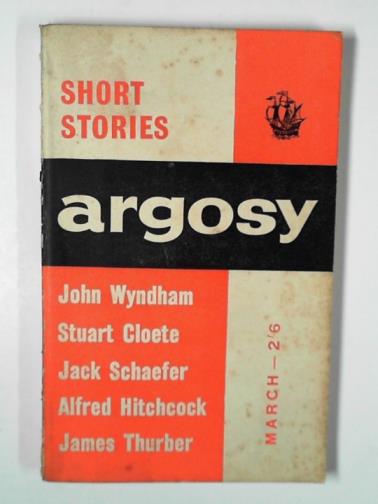 SHORT
STORIES
argosy
John Wyndham
Stuart Cloete
Jack Schaefer
Alfred Hitchcock
James Thurber
MARCH — 2'6